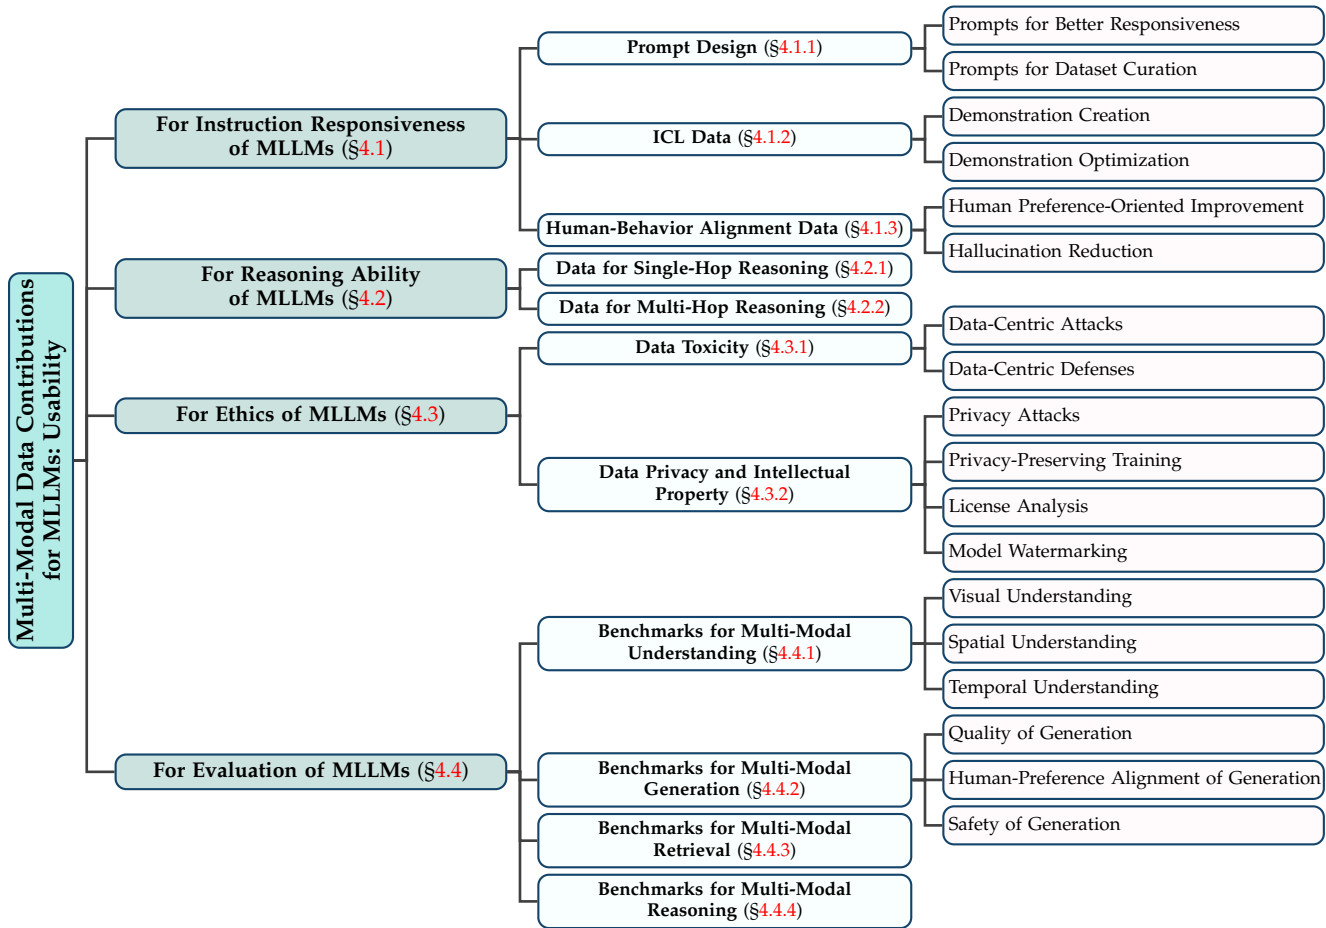 Multi-Modal Data Contributions
for MLLMs: Usability
For Instruction Responsiveness
of MLLMs (§4.1)
Prompt Design (§4.1.1)
Prompts for Better Responsiveness
Prompts for Dataset Curation
ICL Data (§4.1.2)
Demonstration Creation
Demonstration Optimization
Human-Behavior Alignment Data (§4.1.3)
Human Preference-Oriented Improvement
Hallucination Reduction
For Reasoning Ability
of MLLMs (§4.2)
Data for Single-Hop Reasoning (§4.2.1)
Data for Multi-Hop Reasoning (§4.2.2)
For Ethics of MLLMs (§4.3)
Data Toxicity (§4.3.1)
Data-Centric Attacks
Data-Centric Defenses
Data Privacy and Intellectual
Property (§4.3.2)
Privacy Attacks
Privacy-Preserving Training
License Analysis
Model Watermarking
For Evaluation of MLLMs (§4.4)
Benchmarks for Multi-Modal
Understanding (§4.4.1)
Visual Understanding
Spatial Understanding
Temporal Understanding
Benchmarks for Multi-Modal
Generation (§4.4.2)
Quality of Generation
Human-Preference Alignment of Generation
Safety of Generation
Benchmarks for Multi-Modal
Retrieval (§4.4.3)
Benchmarks for Multi-Modal
Reasoning (§4.4.4)